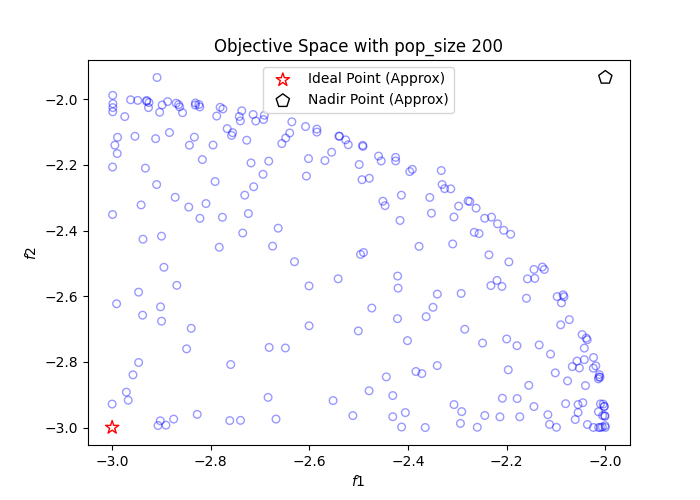 Objective Space with pop_size 200
Ideal Point (Approx)
Nadir Point (Approx)
f2
−2.0
−2.2
−2.4
−2.6
−2.8
−3.0
−3.0 −2.8 −2.6 −2.4 −2.2 −2.0
f1